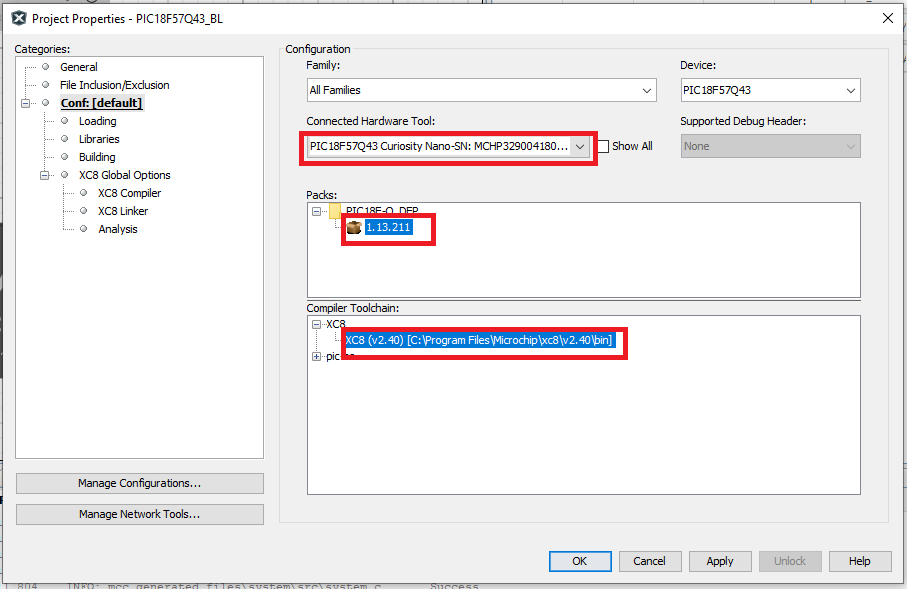 Project Properties - PIC18F57Q43_BL
Categories:
General
File Inclusion/Exclusion
Conf: [default]
Loading
Libraries
Building
XC8 Global Options
XC8 Compiler
XC8 Linker
Analysis
Manage Configurations...
Manage Network Tools...
Configuration
Family:
Device:
All Families
PIC18F57Q43
Connected Hardware Tool:
Supported Debug Header:
PIC18F57Q43 Curiosity Nano-SN: MCHP329004180...
Show All
None
Packs:
PIC18F-Q_DFP
1.13.211
Compiler Toolchain:
XC8
XC8 (v2.40) [C:\Program Files\Microchip\xc8\v2.40\bin]
OK
Cancel
Apply
Unlock
Help
804 INFO: mcc_generated_files\system\src\system.c Success